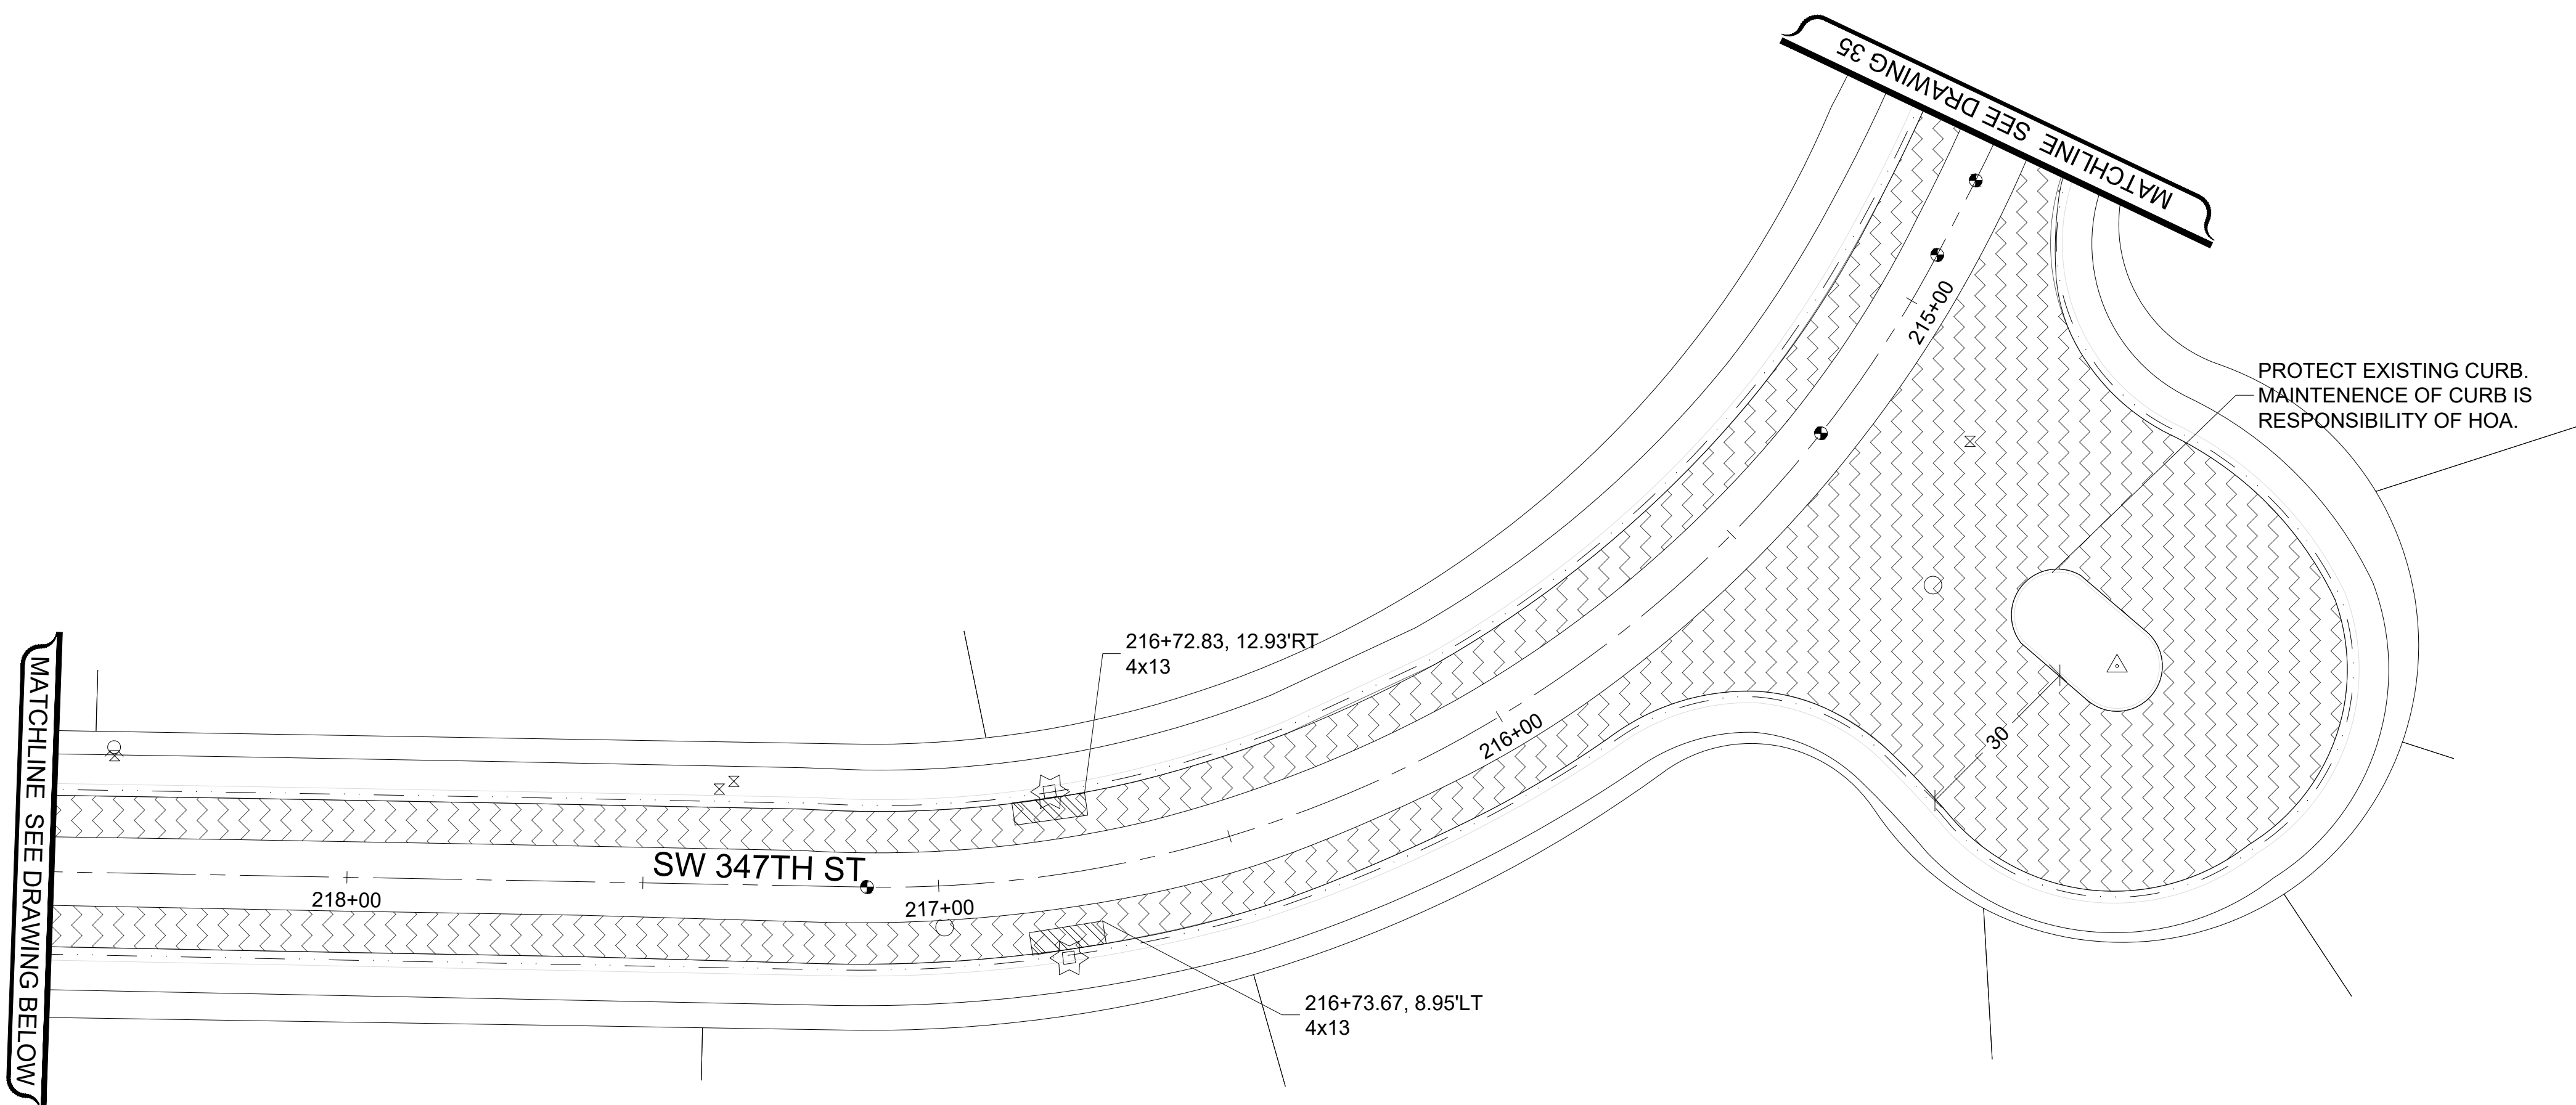 MATCHLINE SEE DRAWING 35
215+00
PROTECT EXISTING CURB.
MAINTENENCE OF CURB IS
RESPONSIBILITY OF HOA.
216+72.83, 12.93'RT
4x13
MATCHLINE SEE DRAWING BELOW
216+00
30
SW 347TH ST
218+00
217+00
216+73.67, 8.95'LT
4x13